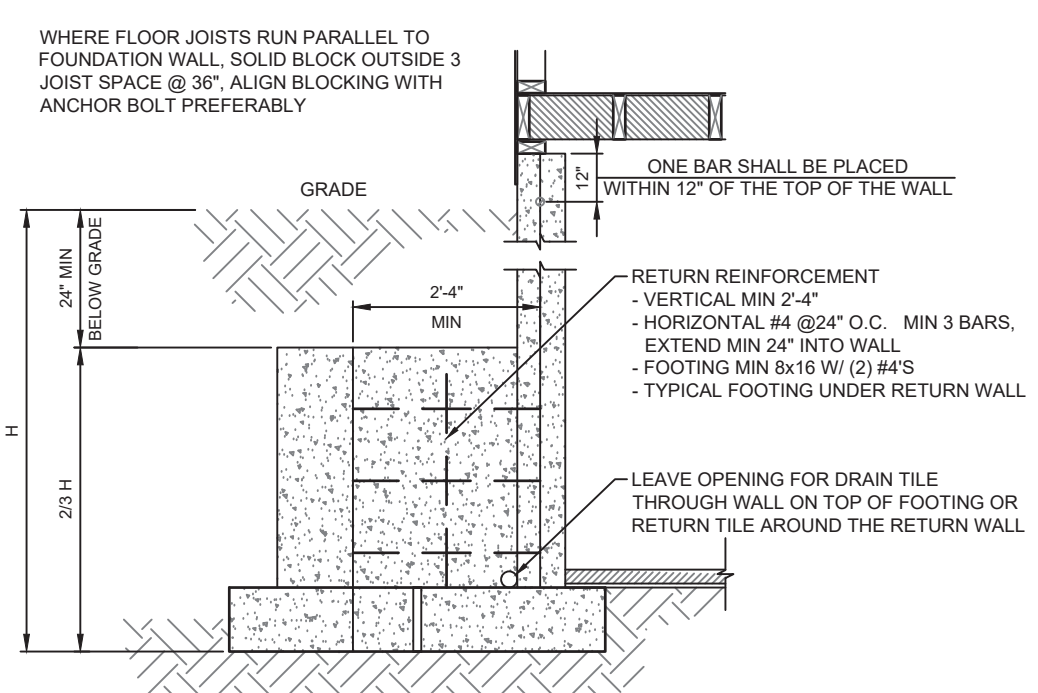 WHERE FLOOR JOISTS RUN PARALLEL TO
FOUNDATION WALL, SOLID BLOCK OUTSIDE 3
JOIST SPACE @ 36", ALIGN BLOCKING WITH
ANCHOR BOLT PREFERABLY
12"
ONE BAR SHALL BE PLACED
WITHIN 12" OF THE TOP OF THE WALL
GRADE
24" MIN
BELOW GRADE
2'-4"
MIN
RETURN REINFORCEMENT
- VERTICAL MIN 2'-4"
- HORIZONTAL #4 @24" O.C. MIN 3 BARS,
EXTEND MIN 24" INTO WALL
- FOOTING MIN 8x16 W/ (2) #4'S
- TYPICAL FOOTING UNDER RETURN WALL
H
2/3 H
LEAVE OPENING FOR DRAIN TILE
THROUGH WALL ON TOP OF FOOTING OR
RETURN TILE AROUND THE RETURN WALL